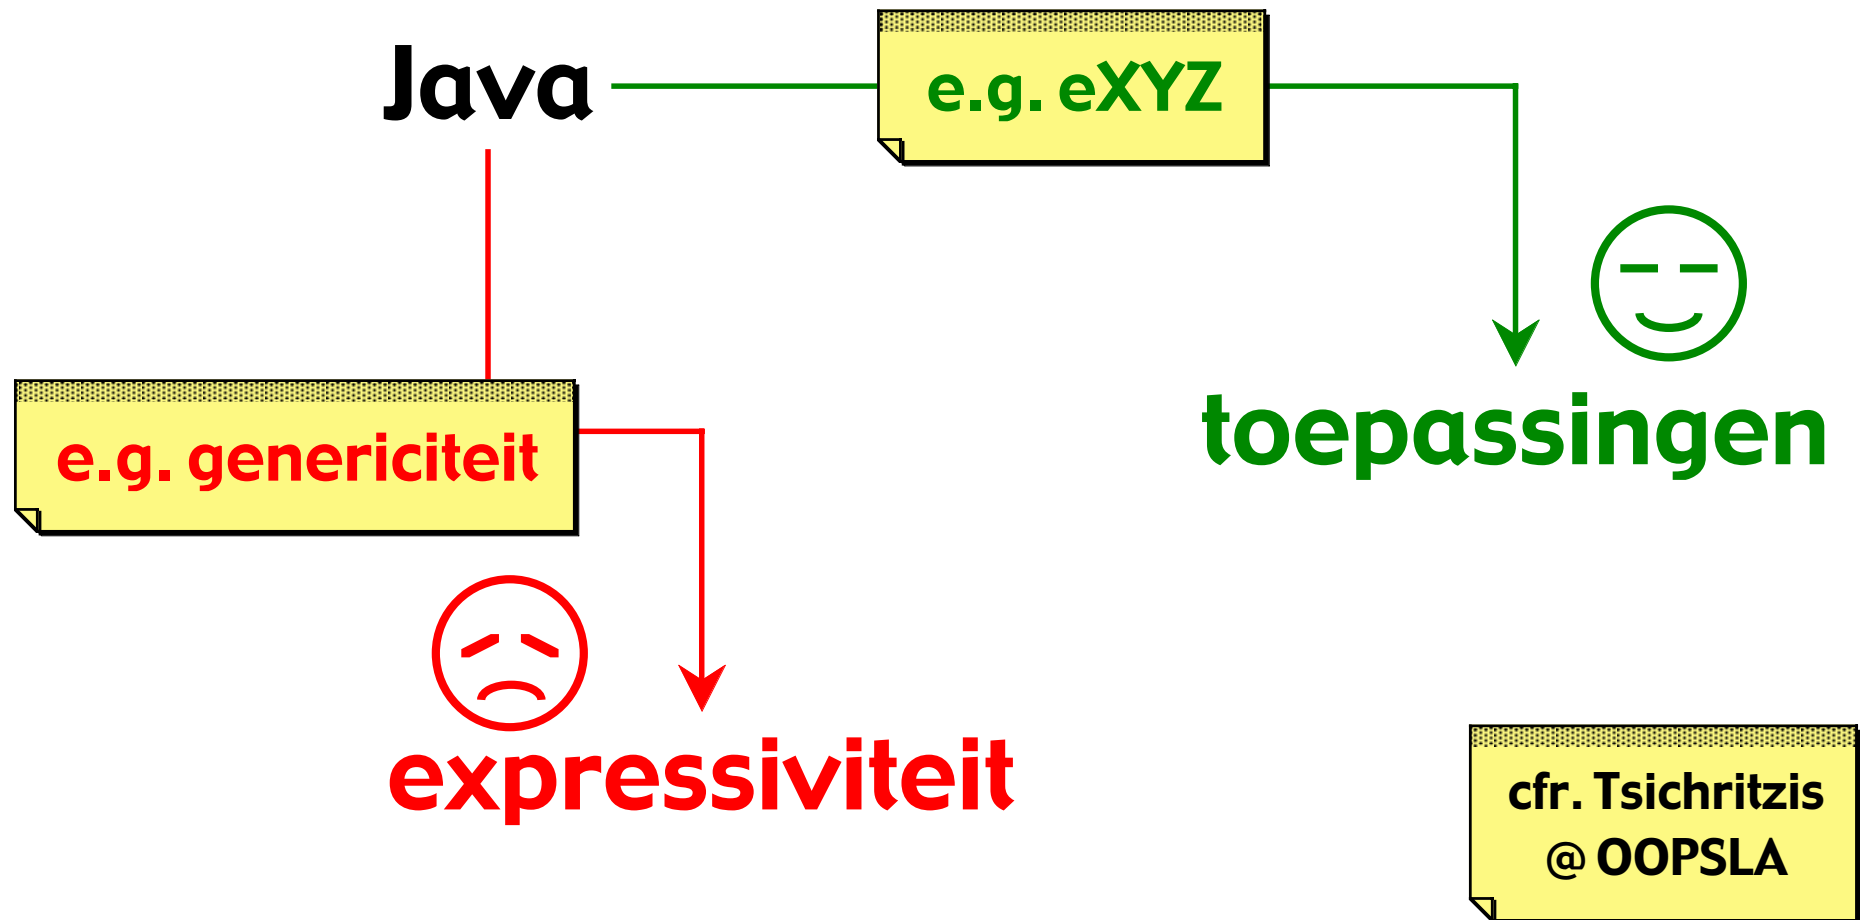 Java
e.g. eXYZ
toepassingen
e.g. genericiteit
expressiviteit
cfr. Tsichritzis
@ OOPSLA